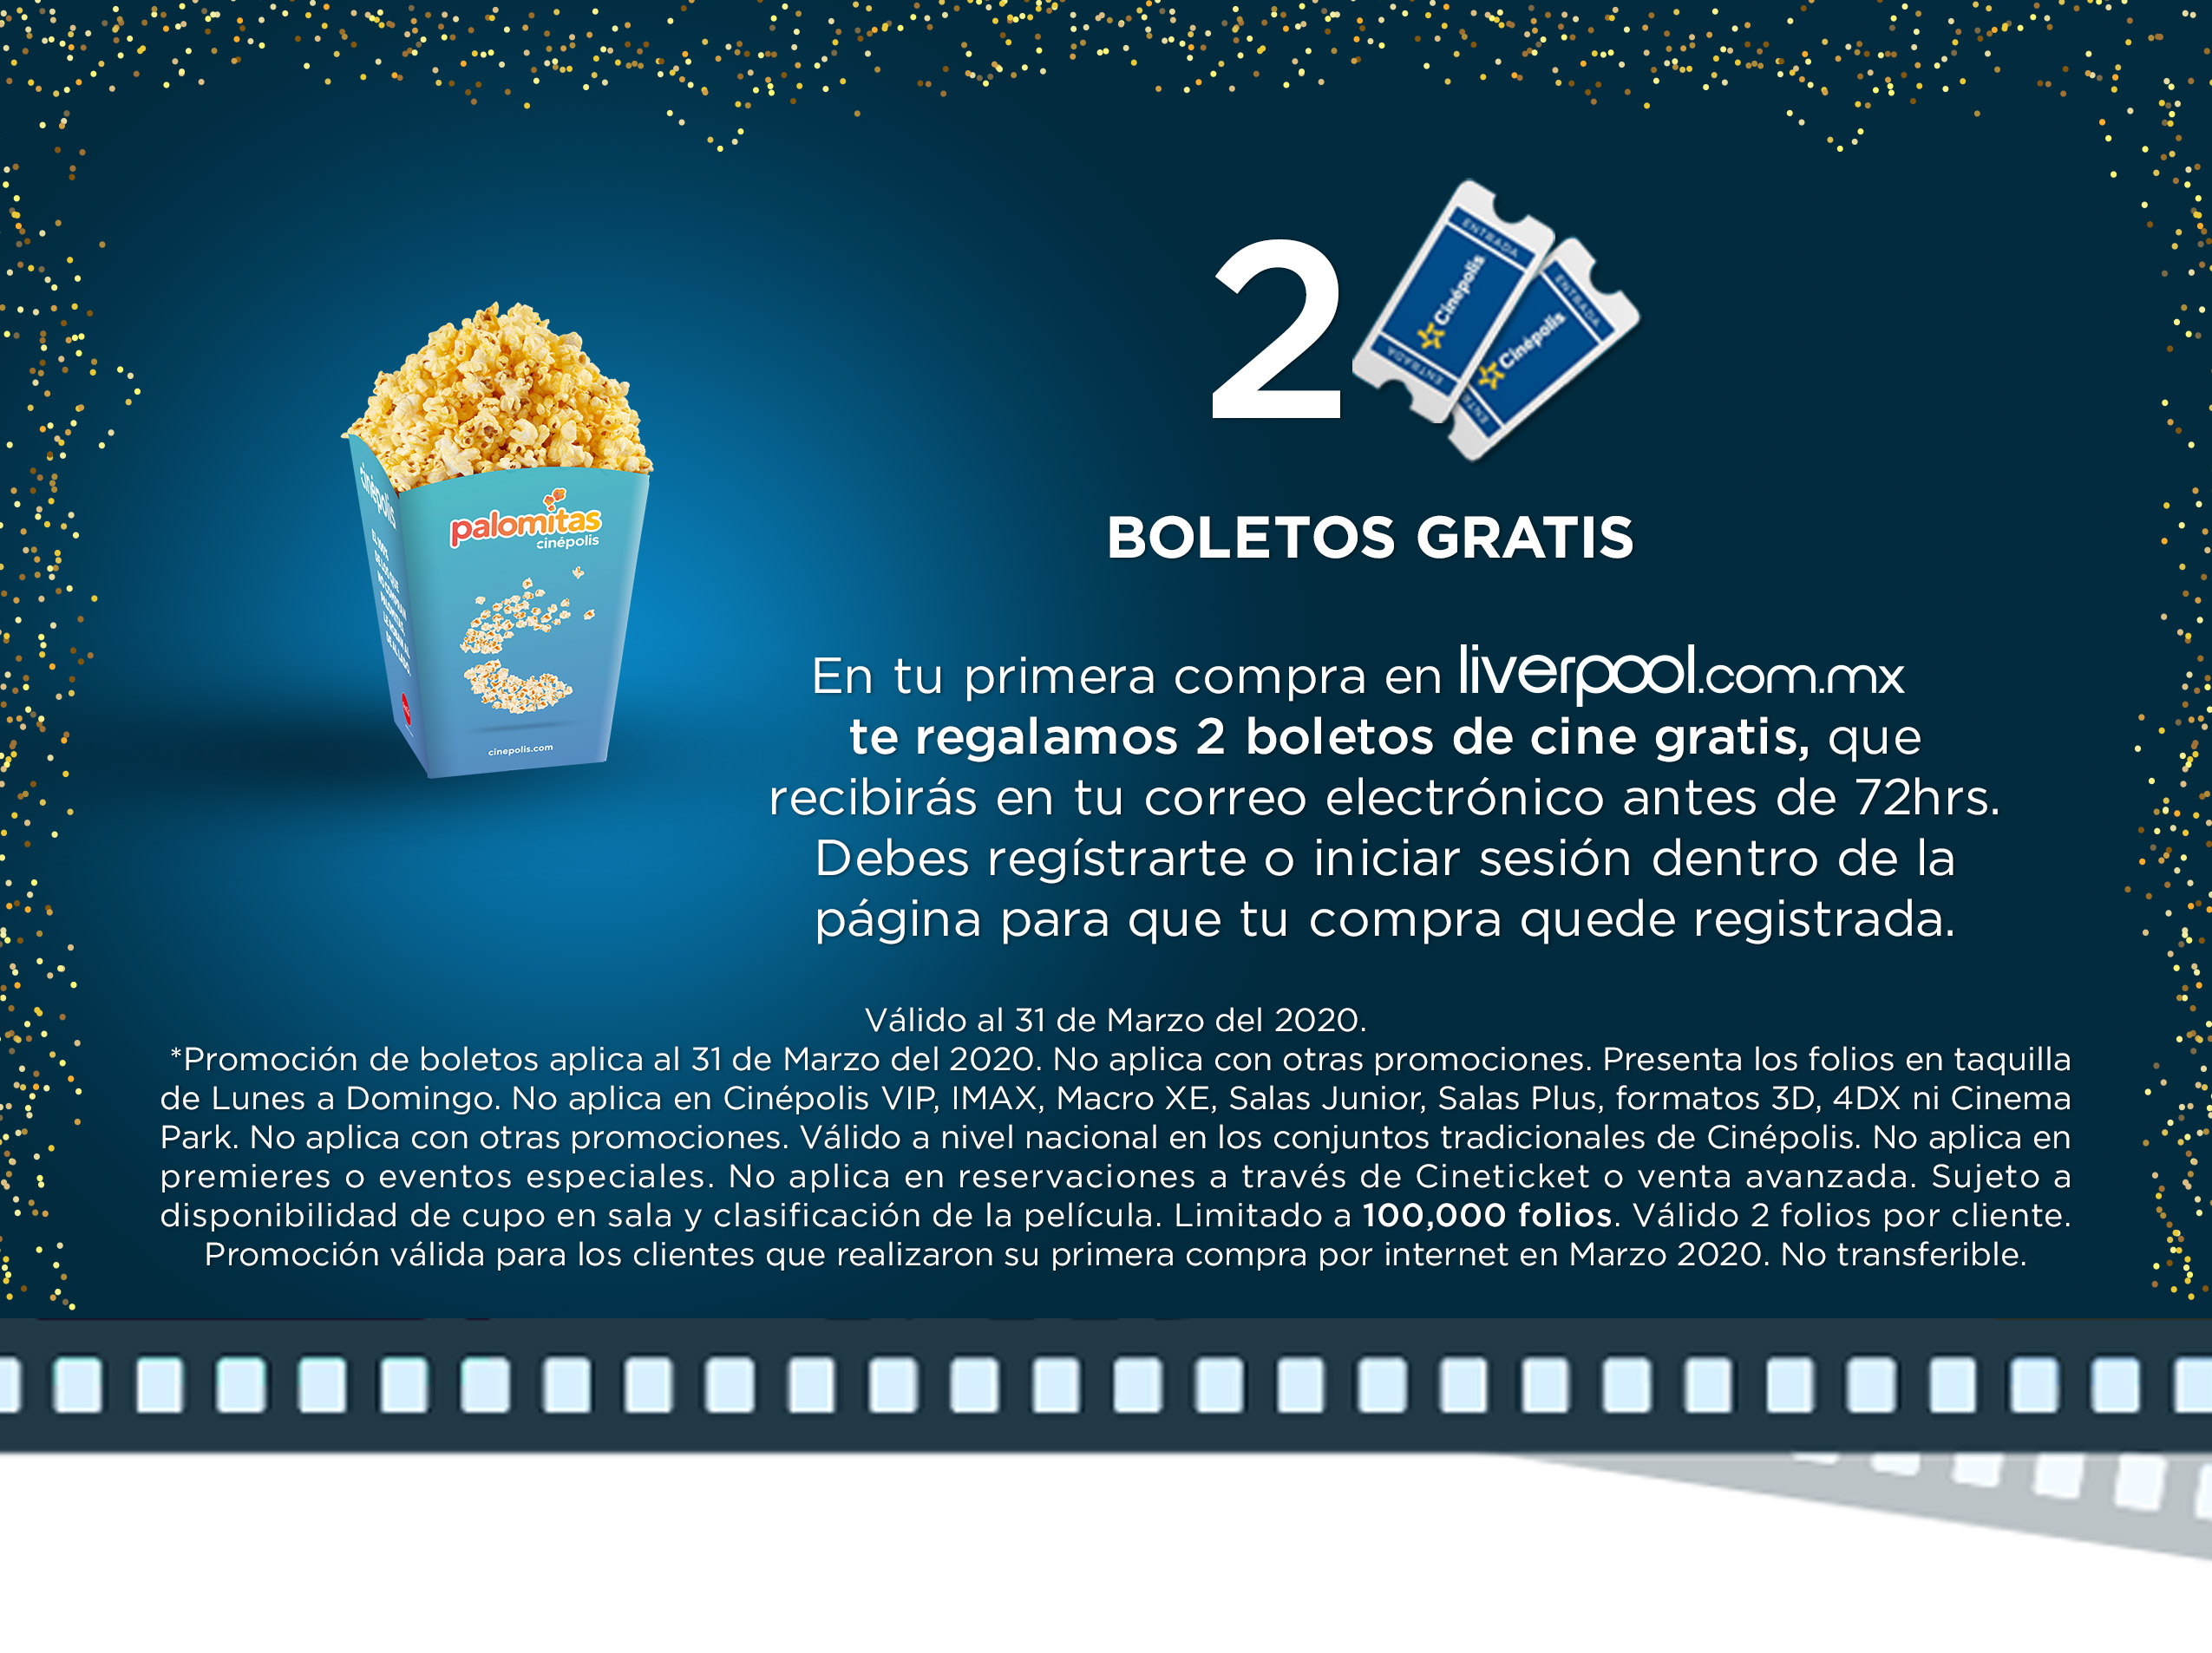 2
ENTRADA
Cinépolis
ENTRADA
ENTRADA
Cinépolis
BOLETOS GRATIS
cinépolis
palomitas
cinépolis
cinepolis.com
En tu primera compra en liverpool.com.mx
te regalamos 2 boletos de cine gratis, que
recibirás en tu correo electrónico antes de 72hrs.
Debes regístrarte o iniciar sesión dentro de la
página para que tu compra quede registrada.
Válido al 31 de Marzo del 2020.
*Promoción de boletos aplica al 31 de Marzo del 2020. No aplica con otras promociones. Presenta los folios en taquilla
de Lunes a Domingo. No aplica en Cinépolis VIP, IMAX, Macro XE, Salas Junior, Salas Plus, formatos 3D, 4DX ni Cinema
Park. No aplica con otras promociones. Válido a nivel nacional en los conjuntos tradicionales de Cinépolis. No aplica en
premieres o eventos especiales. No aplica en reservaciones a través de Cineticket o venta avanzada. Sujeto a
disponibilidad de cupo en sala y clasificación de la película. Limitado a 100,000 folios. Válido 2 folios por cliente.
Promoción válida para los clientes que realizaron su primera compra por internet en Marzo 2020. No transferible.